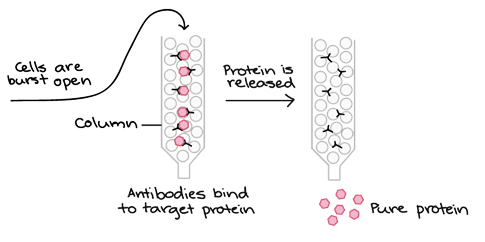 Cells are
burst open
Protein is
released
Column
Antibodies bind
to target protein
Pure protein